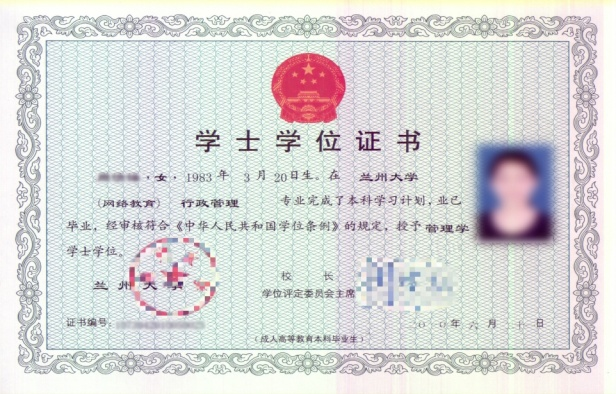 学士学位证书
，女，1983 年 3 月 20日生。在 兰州大学
（网络教育） 行政管理 专业完成了本科学习计划，业已
毕业，经审核符合《中华人民共和国学位条例》的规定，授予 管理学
学士学位。
兰州大学
校 长
学位评定委员会主席
证书编号：
二〇一〇年 六 月 二十 日
（成人高等教育本科毕业生）